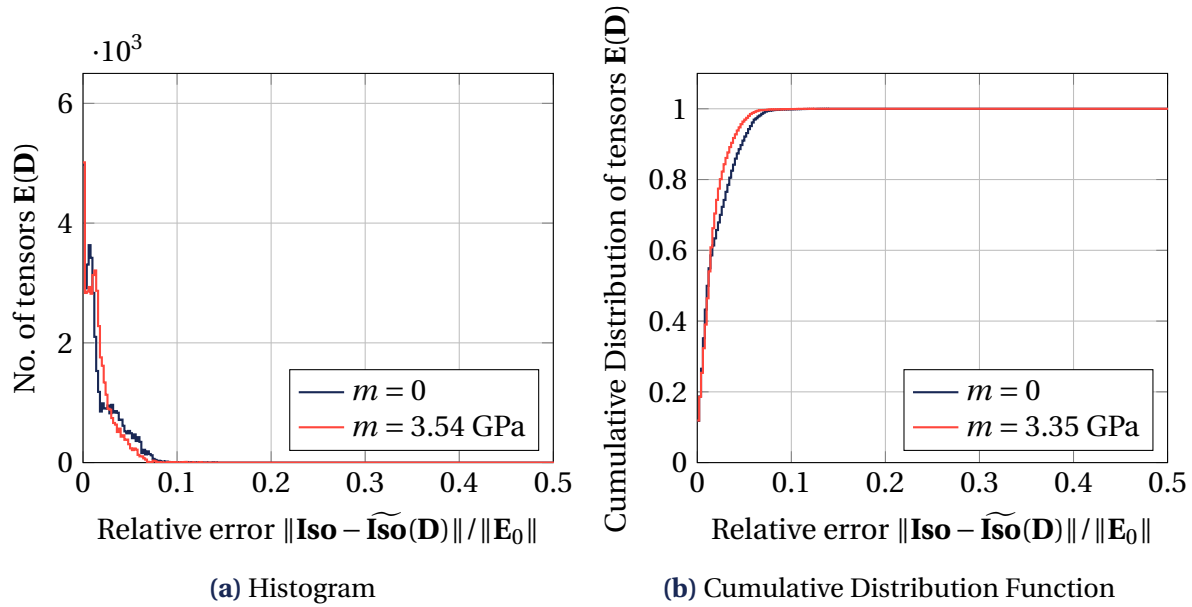 ·10³
6
4
2
0
No. of tensors E(D)
0 0.1 0.2 0.3 0.4 0.5
m = 0
m = 3.54 GPa
Relative error ‖Iso − Ĩso(D)‖ / ‖E₀‖
(a) Histogram
Cumulative Distribution of tensors E(D)
1
0.8
0.6
0.4
0.2
0
0 0.1 0.2 0.3 0.4 0.5
m = 0
m = 3.35 GPa
Relative error ‖Iso − Ĩso(D)‖ / ‖E₀‖
(b) Cumulative Distribution Function